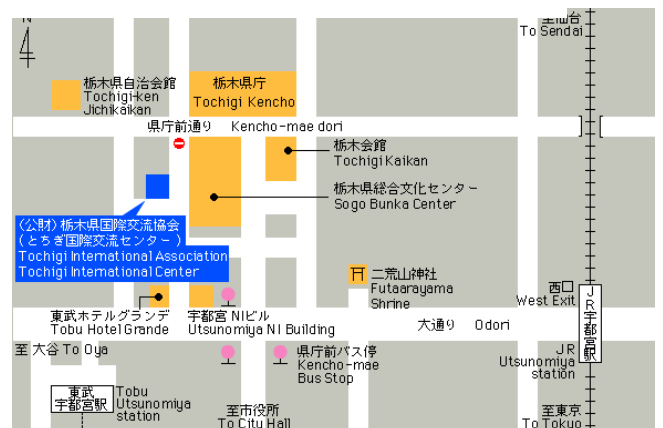 N
至仙台
To Sendai
栃木県自治会館
Tochigi-ken
Jichikaikan
栃木県庁
Tochigi Kencho
県庁前通り Kencho-mae dori
栃木会館
Tochigi Kaikan
栃木県総合文化センター
Sogo Bunka Center
(公財)栃木県国際交流協会
(とちぎ国際交流センター)
Tochigi International Association
Tochigi International Center
二荒山神社
Futaarayama
Shrine
西口
West Exit
JR宇都宮駅
東武ホテルグランデ
Tobu Hotel Grande
宇都宮 NIビル
Utsunomiya NI Building
大通り Odori
至 大谷 To Oya
県庁前バス停
Kencho-mae
Bus Stop
JR
Utsunomiya
station
東武
宇都宮駅
Tobu
Utsunomiya
station
至市役所
To City Hall
至東京
To Tokyo